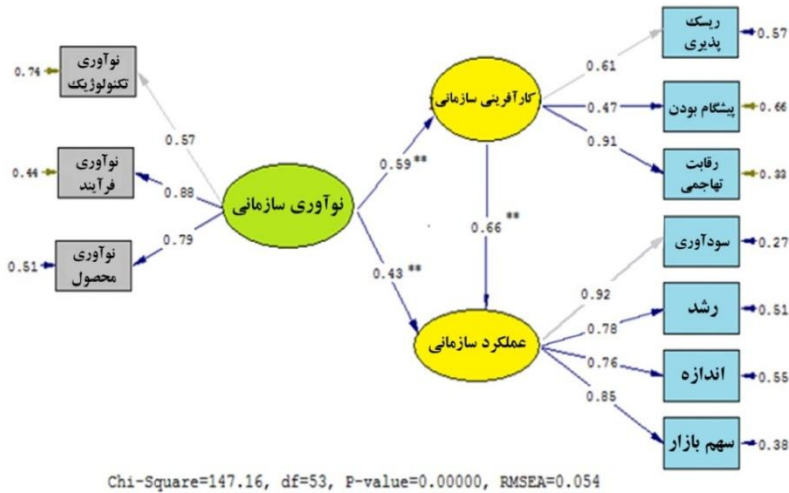 ریسک
پذیری
0.57
0.61
نوآوری
تکنولوژیک
0.74
0.57
کارآفرینی سازمانی
پیشگام بودن
0.66
0.47
0.91
رقابت
تهاجمی
0.33
نوآوری
فرآیند
0.44
0.88
0.59**
نوآوری سازمانی
0.79
نوآوری
محصول
0.51
0.66**
0.43**
سودآوری
0.27
0.92
رشد
0.51
0.78
عملکرد سازمانی
0.76
اندازه
0.55
0.85
سهم بازار
0.38
Chi-Square=147.16, df=53, P-value=0.00000, RMSEA=0.054